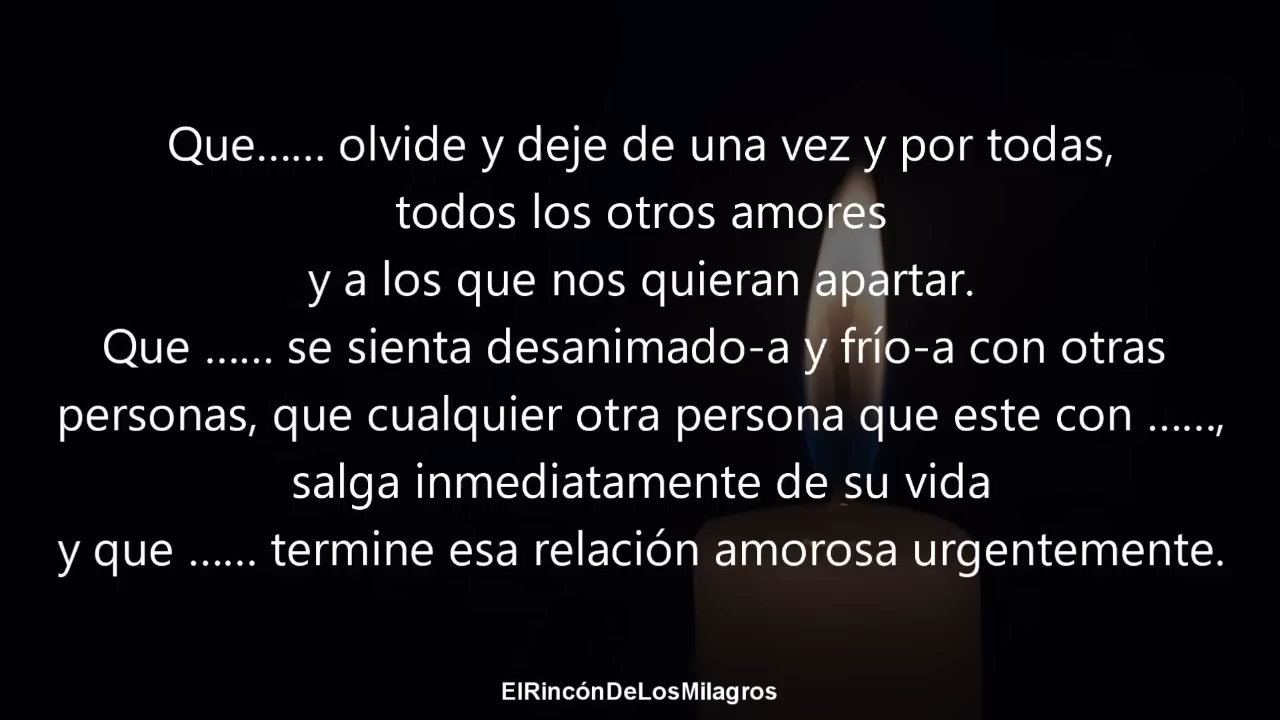 Que...... olvide y deje de una vez y por todas,
todos los otros amores
y a los que nos quieran apartar.
Que ...... se sienta desanimado-a y frío-a con otras
personas, que cualquier otra persona que este con ......,
salga inmediatamente de su vida
y que ...... termine esa relación amorosa urgentemente.
ElRincónDeLosMilagros